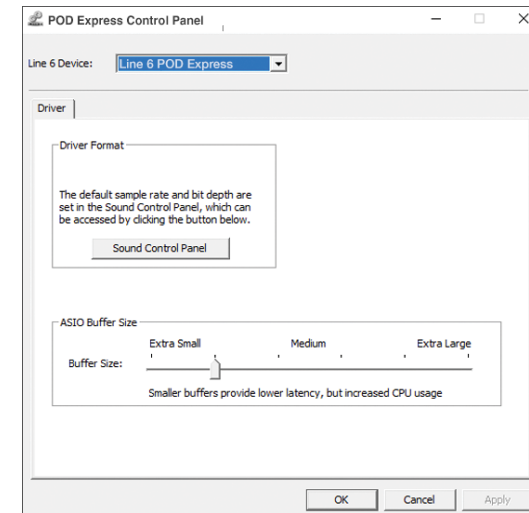 POD Express Control Panel
Line 6 Device:
Line 6 POD Express
Driver
Driver Format
The default sample rate and bit depth are
set in the Sound Control Panel, which can
be accessed by clicking the button below.
Sound Control Panel
ASIO Buffer Size
Extra Small Medium Extra Large
Buffer Size:
Smaller buffers provide lower latency, but increased CPU usage
OK Cancel Apply